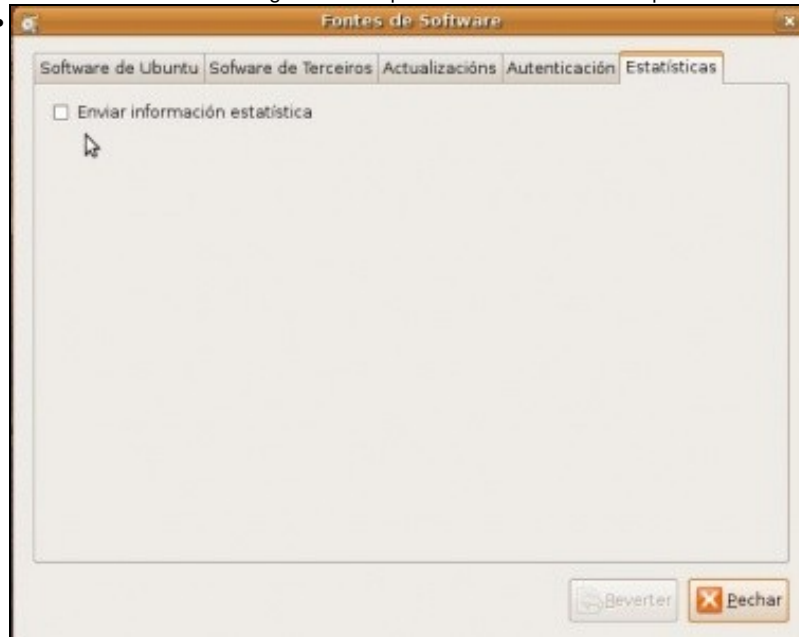 Fontes de Software
Software de Ubuntu Sofware de Terceiros Actualizacións Autenticación Estatísticas
Enviar información estatística
Reverter Pechar